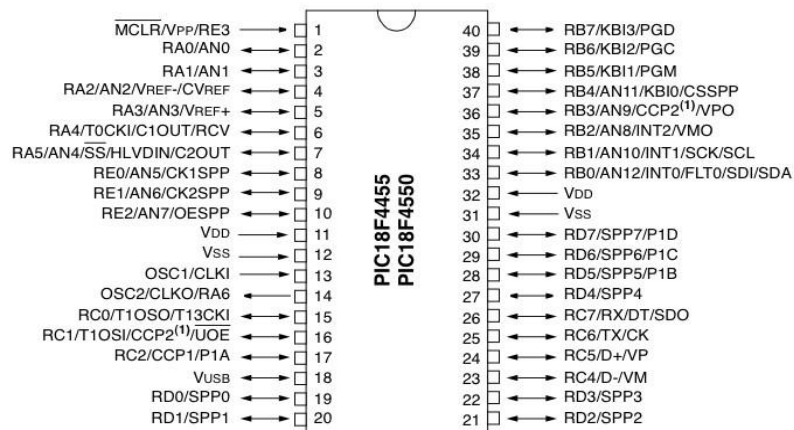 MCLR/VPP/RE3 1
RA0/AN0 2
RA1/AN1 3
RA2/AN2/VREF-/CVREF 4
RA3/AN3/VREF+ 5
RA4/T0CKI/C1OUT/RCV 6
RA5/AN4/SS/HLVDIN/C2OUT 7
RE0/AN5/CK1SPP 8
RE1/AN6/CK2SPP 9
RE2/AN7/OESPP 10
VDD 11
VSS 12
OSC1/CLKI 13
OSC2/CLKO/RA6 14
RC0/T1OSO/T13CKI 15
RC1/T1OSI/CCP2(1)/UOE 16
RC2/CCP1/P1A 17
VUSB 18
RD0/SPP0 19
RD1/SPP1 20
PIC18F4455
PIC18F4550
40 RB7/KBI3/PGD
39 RB6/KBI2/PGC
38 RB5/KBI1/PGM
37 RB4/AN11/KBI0/CSSPP
36 RB3/AN9/CCP2(1)/VPO
35 RB2/AN8/INT2/VMO
34 RB1/AN10/INT1/SCK/SCL
33 RB0/AN12/INT0/FLT0/SDI/SDA
32 VDD
31 VSS
30 RD7/SPP7/P1D
29 RD6/SPP6/P1C
28 RD5/SPP5/P1B
27 RD4/SPP4
26 RC7/RX/DT/SDO
25 RC6/TX/CK
24 RC5/D+/VP
23 RC4/D-/VM
22 RD3/SPP3
21 RD2/SPP2